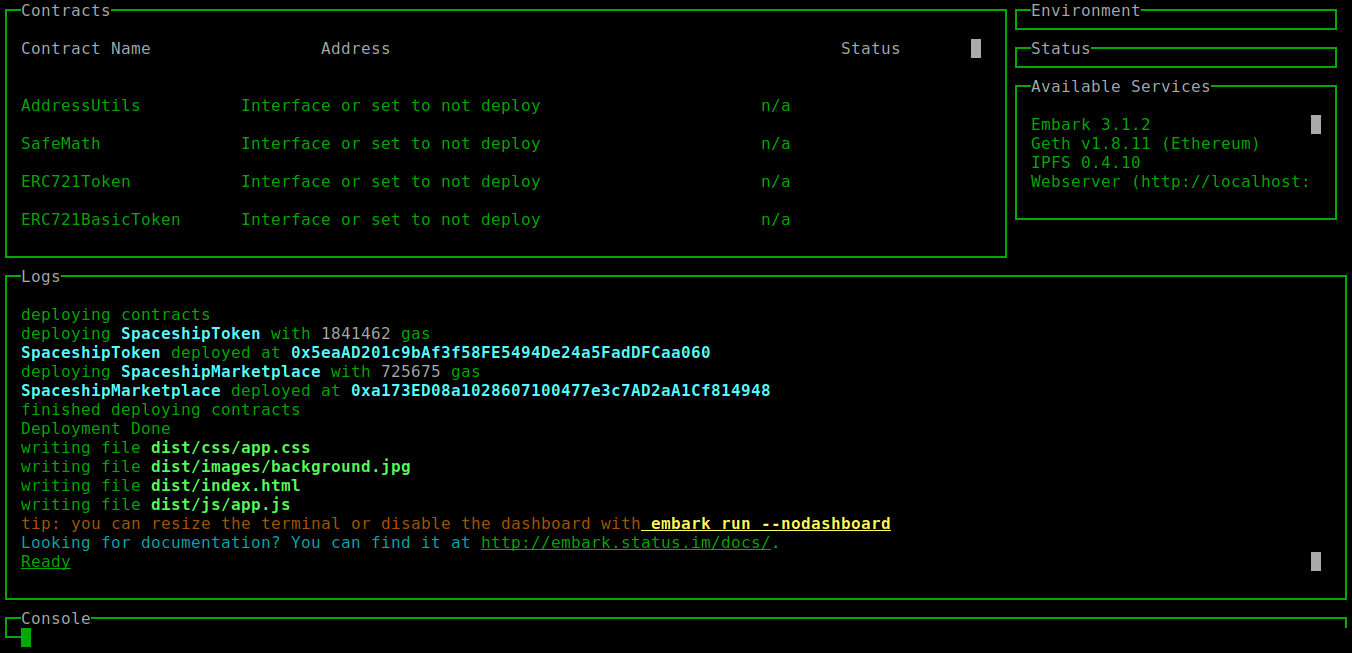 Contracts
Contract Name Address Status
AddressUtils Interface or set to not deploy n/a
SafeMath Interface or set to not deploy n/a
ERC721Token Interface or set to not deploy n/a
ERC721BasicToken Interface or set to not deploy n/a
Environment
Status
Available Services
Embark 3.1.2
Geth v1.8.11 (Ethereum)
IPFS 0.4.10
Webserver (http://localhost:
Logs
deploying contracts
deploying SpaceshipToken with 1841462 gas
SpaceshipToken deployed at 0x5eaAD201c9bAf3f58FE5494De24a5FadDFCaa060
deploying SpaceshipMarketplace with 725675 gas
SpaceshipMarketplace deployed at 0xa173ED08a1028607100477e3c7AD2aA1Cf814948
finished deploying contracts
Deployment Done
writing file dist/css/app.css
writing file dist/images/background.jpg
writing file dist/index.html
writing file dist/js/app.js
tip: you can resize the terminal or disable the dashboard with embark run --nodashboard
Looking for documentation? You can find it at http://embark.status.im/docs/.
Ready
Console